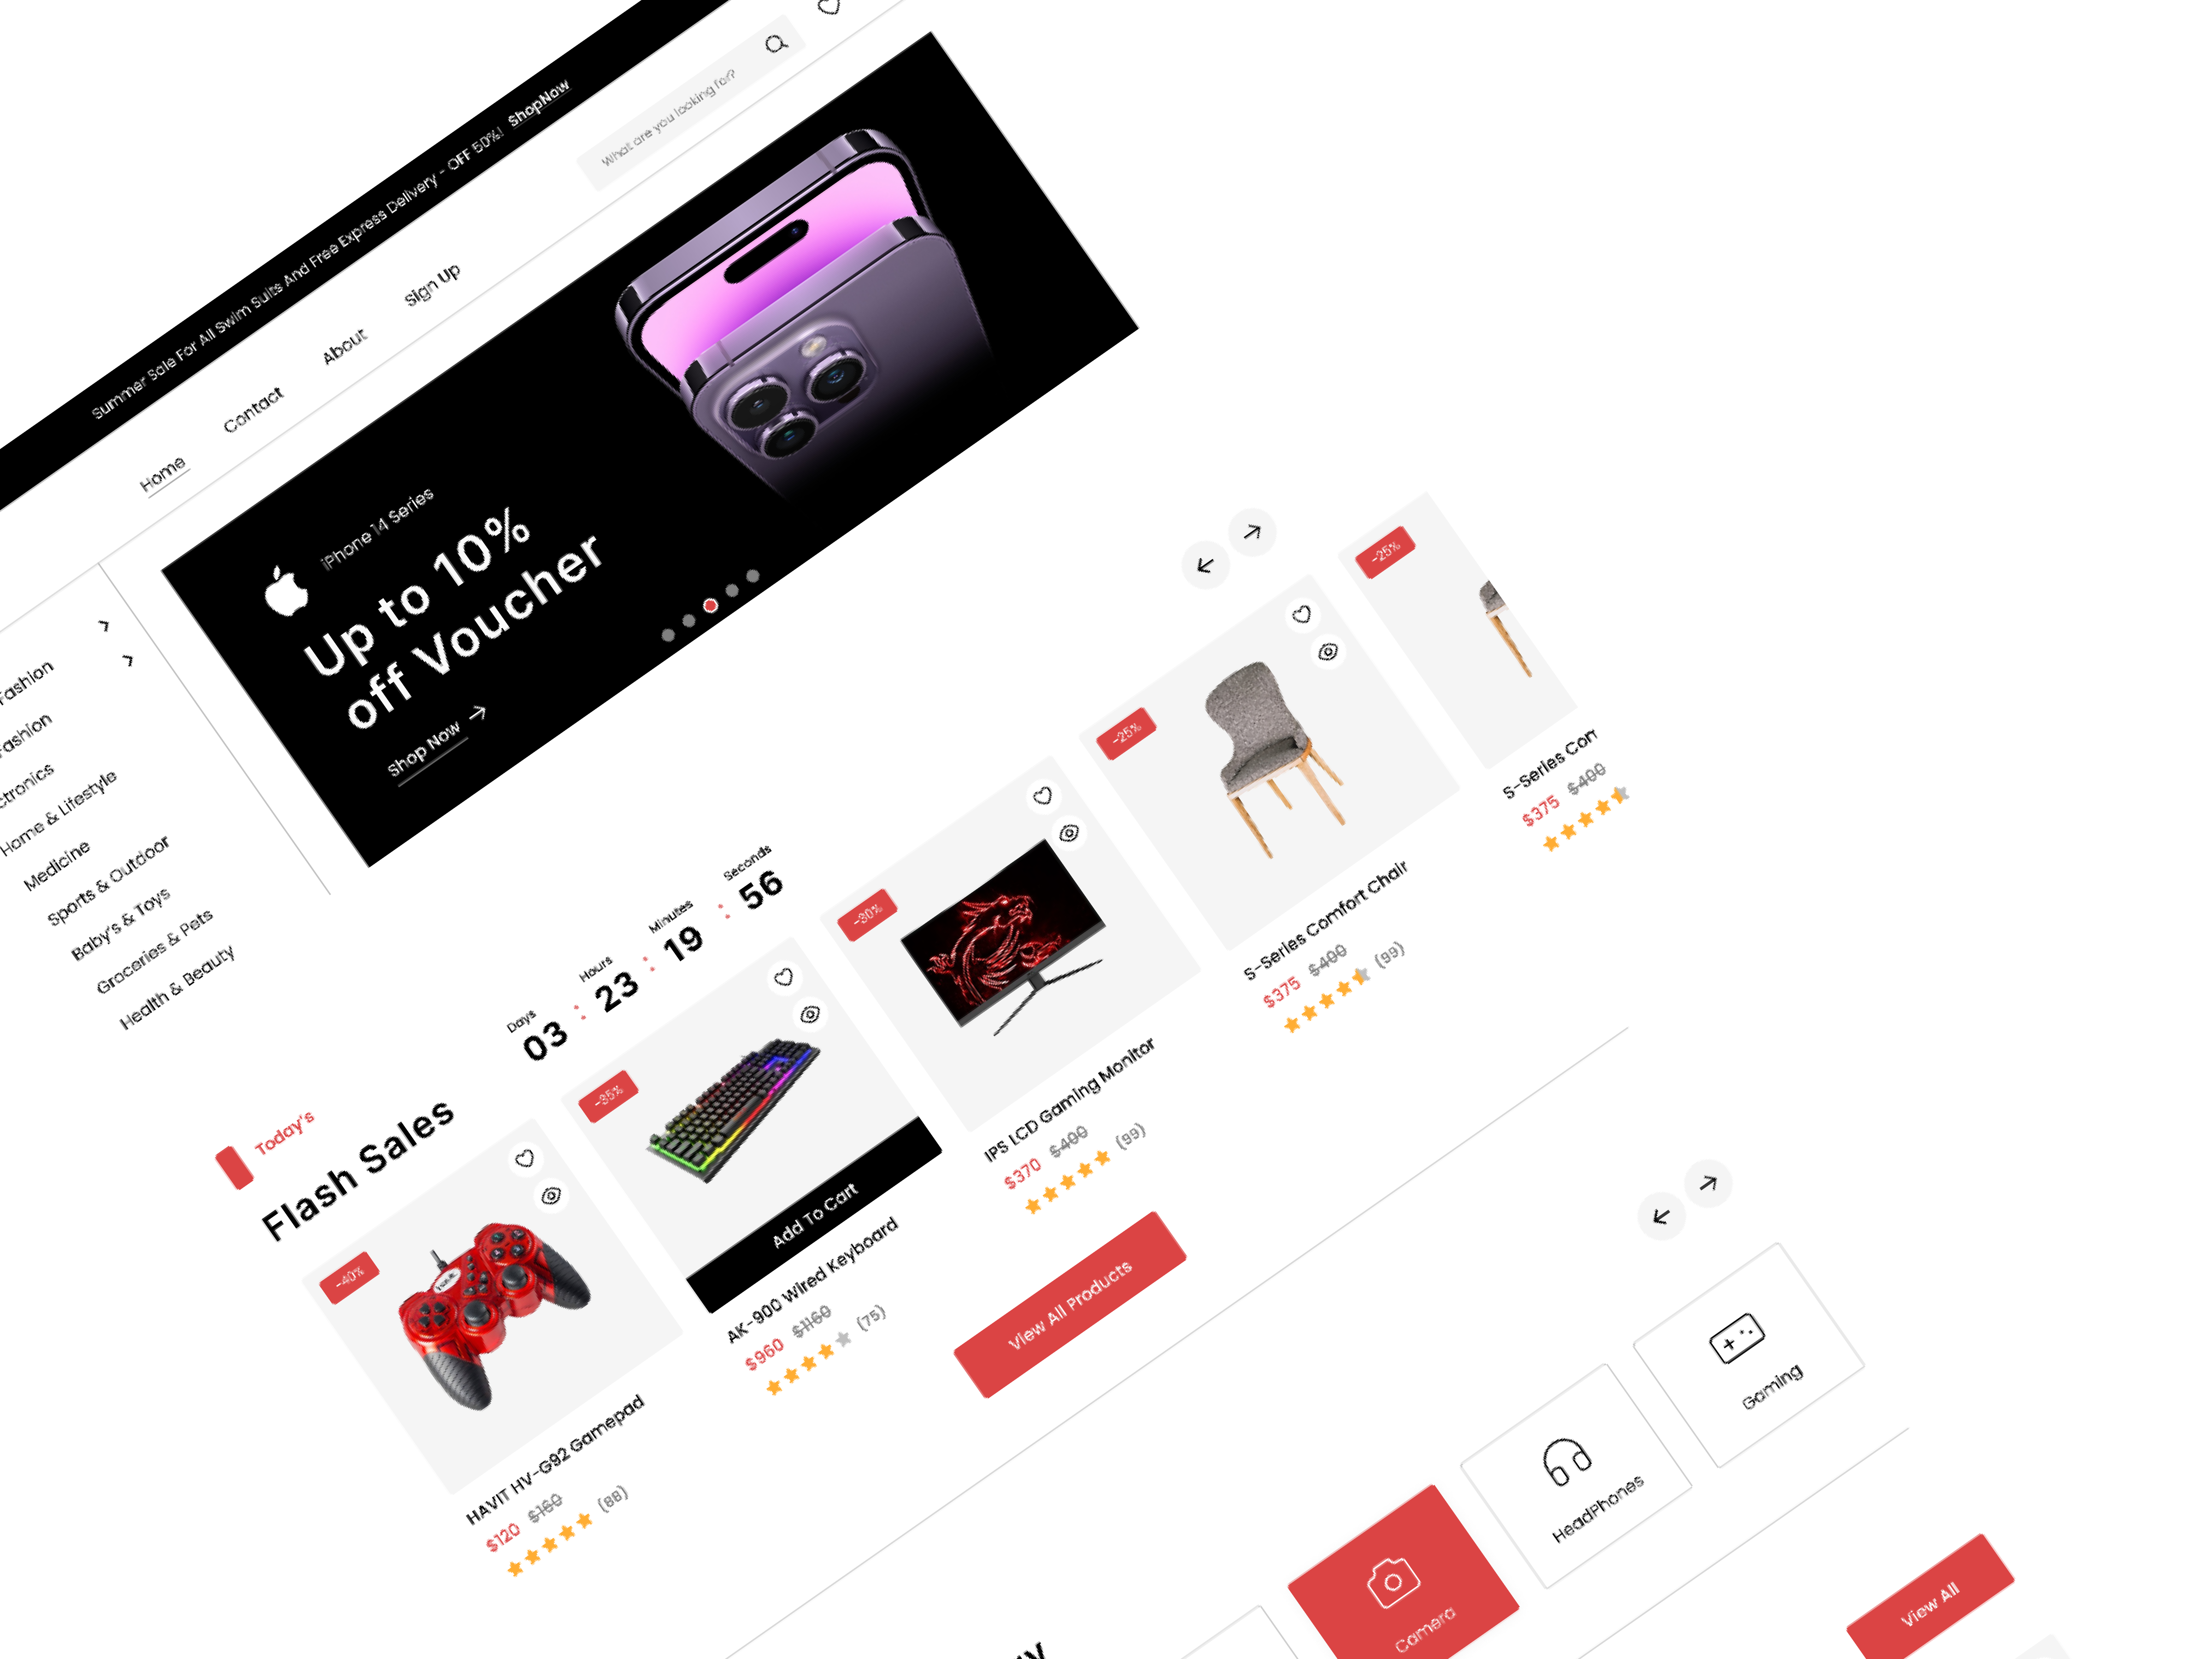 Summer Sale For All Swim Suits And Free Express Delivery - OFF 50%! ShopNow
Home
Contact
About
Sign Up
What are you looking for?
Fashion
Fashion
Home & Lifestyle
Medicine
Sports & Outdoor
Baby's & Toys
Groceries & Pets
Health & Beauty
iPhone 14 Series
Up to 10%
off Voucher
Shop Now
Today's
Flash Sales
Days
03
:
Hours
23
:
Minutes
19
:
Seconds
56
-40%
HAVIT HV-G92 Gamepad
$120 $160
(88)
-35%
Add To Cart
AK-900 Wired Keyboard
$960 $1160
(75)
-30%
IPS LCD Gaming Monitor
$370 $400
(99)
-25%
S-Series Comfort Chair
$375 $400
(99)
-25%
S-Series
$375 $400
View All Products
Camera
HeadPhones
Gaming
View All